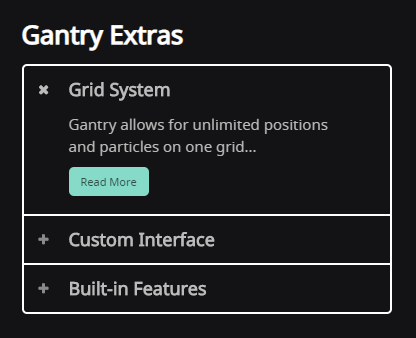 Gantry Extras
Grid System
Gantry allows for unlimited positions
and particles on one grid...
Read More
Custom Interface
Built-in Features